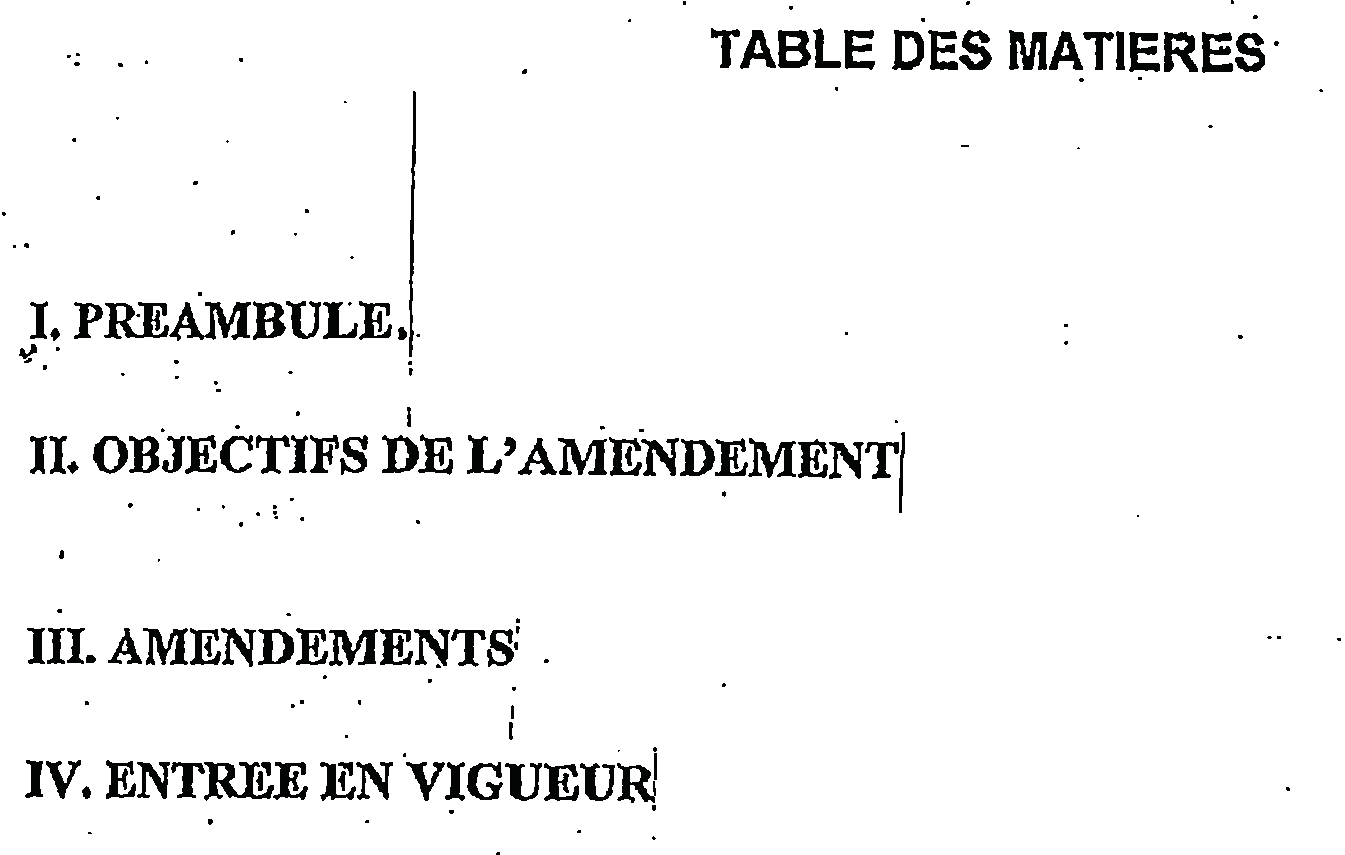 TABLE DES MATIERES
I. PREAMBULE.
II. OBJECTIFS DE L'AMENDEMENT
III. AMENDEMENTS
IV. ENTREE EN VIGUEUR